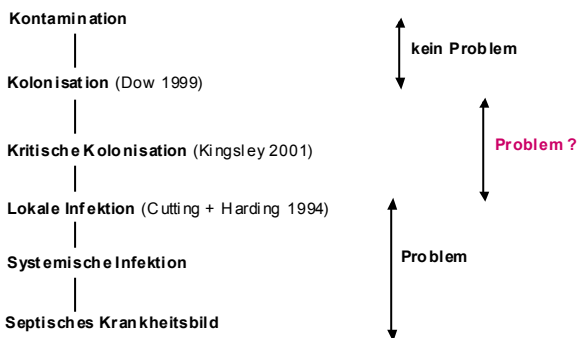 Kontamination
kein Problem
Kolonisation (Dow 1999)
Kritische Kolonisation (Kingsley 2001)
Problem ?
Lokale Infektion (Cutting + Harding 1994)
Problem
Systemische Infektion
Septisches Krankheitsbild